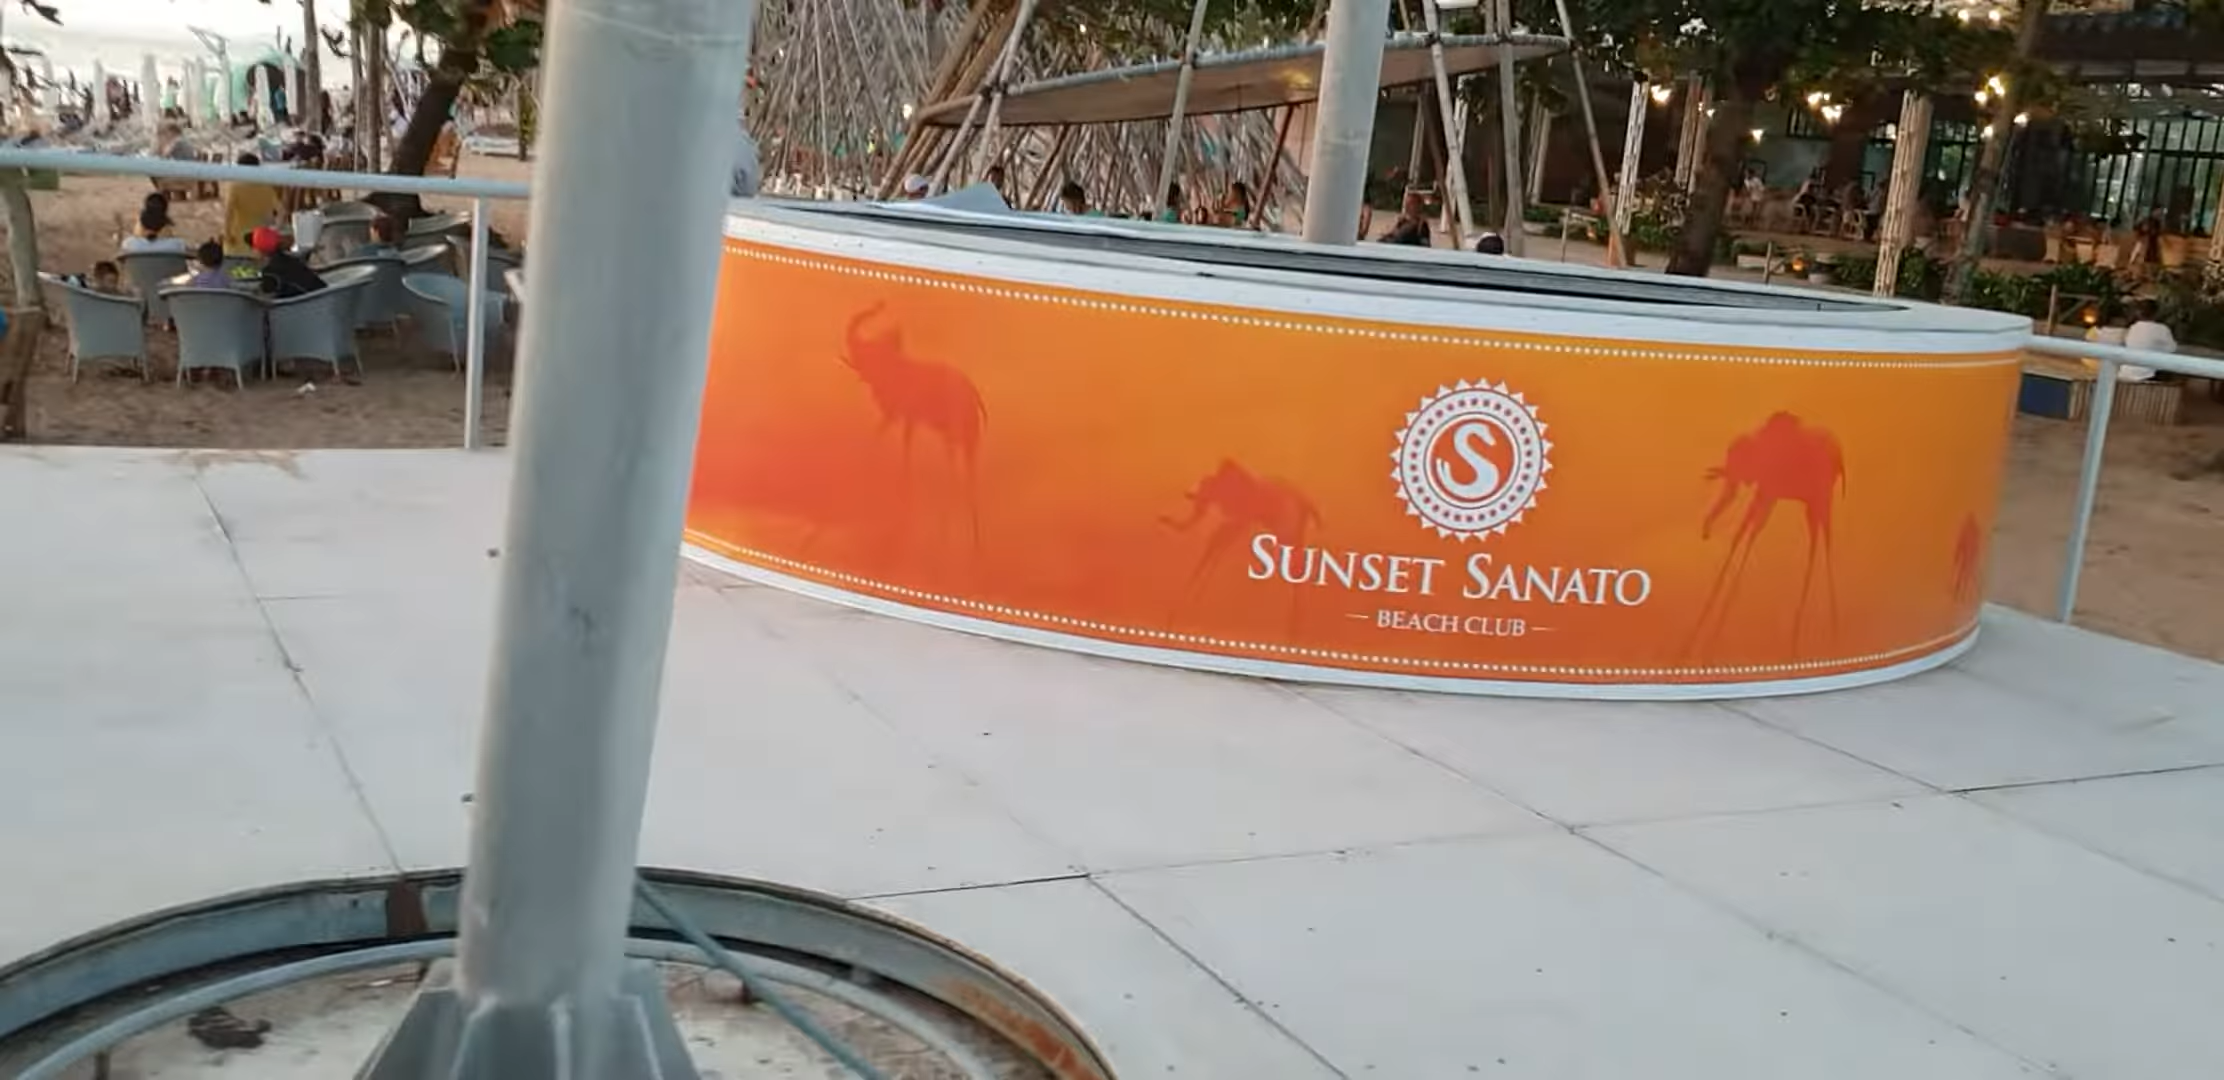 S
SUNSET SANATO
— BEACH CLUB —